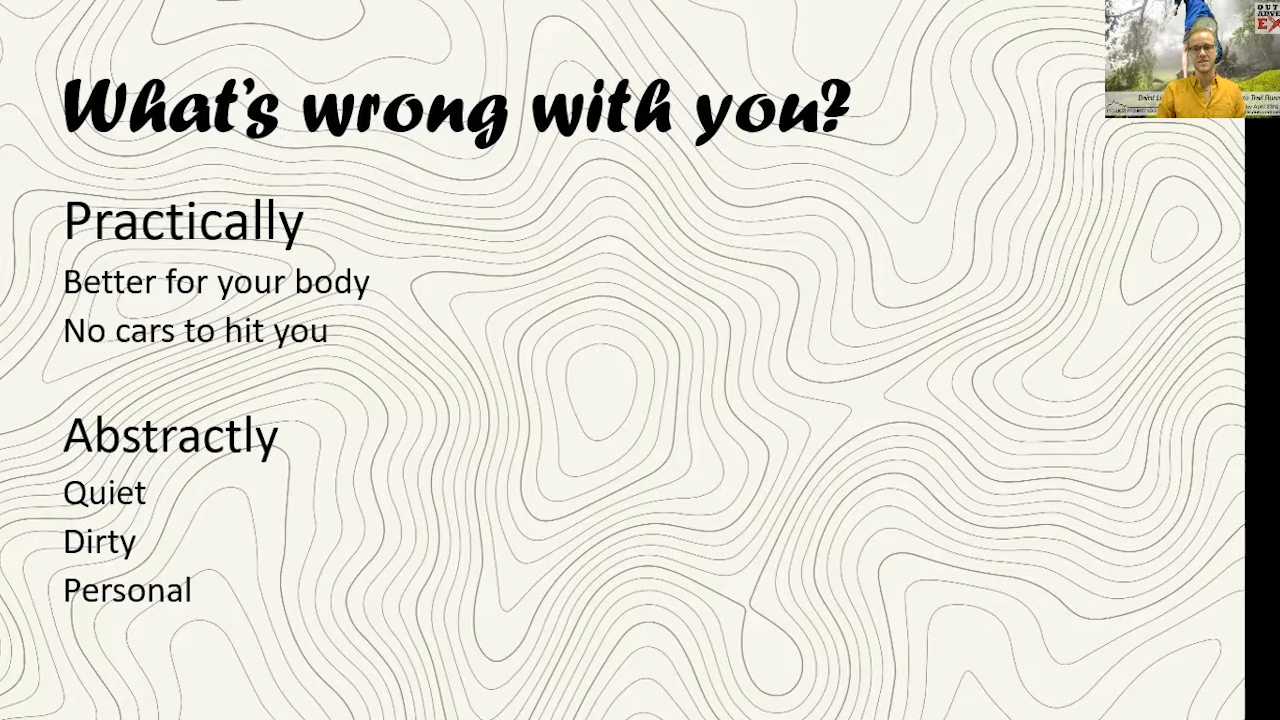 What's wrong with you?
Practically
Better for your body
No cars to hit you
Abstractly
Quiet
Dirty
Personal